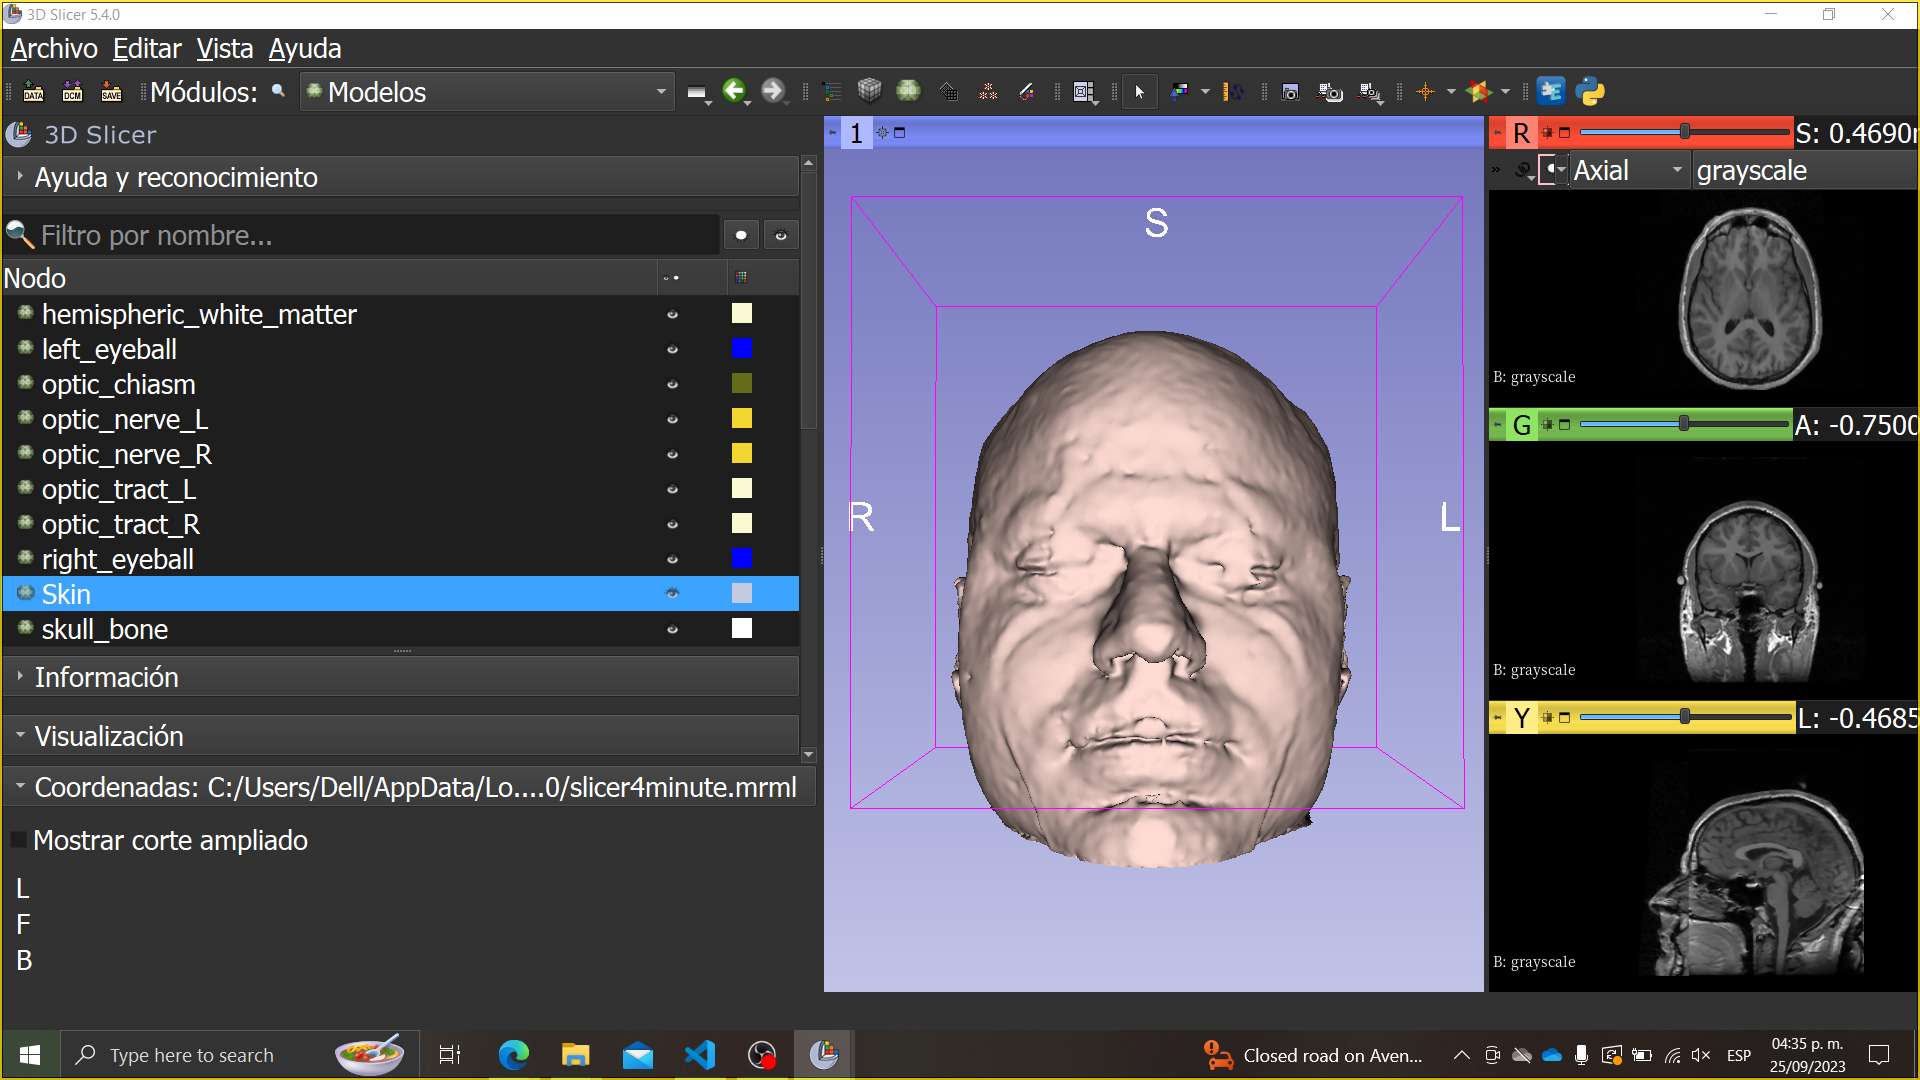 3D Slicer 5.4.0
Archivo Editar Vista Ayuda
DATA DCM SAVE Módulos: Modelos
3D Slicer
Ayuda y reconocimiento
Filtro por nombre...
Nodo
hemispheric_white_matter
left_eyeball
optic_chiasm
optic_nerve_L
optic_nerve_R
optic_tract_L
optic_tract_R
right_eyeball
Skin
skull_bone
Información
Visualización
Coordenadas: C:/Users/Dell/AppData/Lo....0/slicer4minute.mrml
Mostrar corte ampliado
L
F
B
1
S
R
L
R S: 0.4690
Axial grayscale
B: grayscale
G A: -0.7500
B: grayscale
Y L: -0.4685
B: grayscale
Type here to search
Closed road on Aven...
ESP
04:35 p. m.
25/09/2023